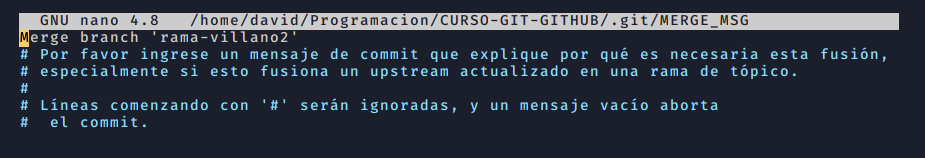 GNU nano 4.8 /home/david/Programacion/CURSO-GIT-GITHUB/.git/MERGE_MSG
Merge branch 'rama-villano2'
# Por favor ingrese un mensaje de commit que explique por qué es necesaria esta fusión,
# especialmente si esto fusiona un upstream actualizado en una rama de tópico.
#
# Líneas comenzando con '#' serán ignoradas, y un mensaje vacío aborta
#  el commit.